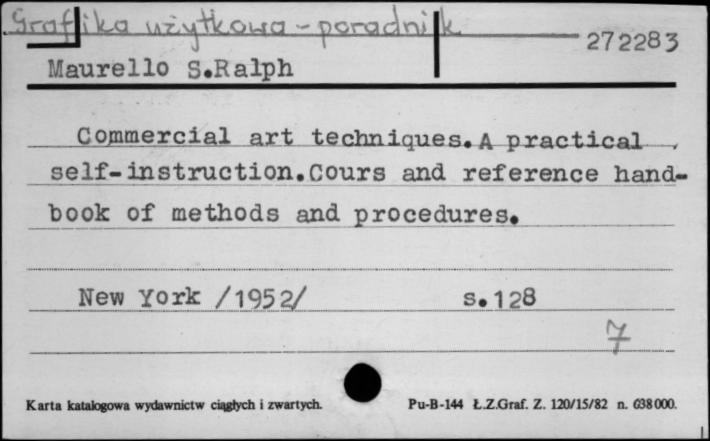 Grafika użytkowa - poradnik
272283
Maurello S.Ralph
Commercial art techniques.A practical
self-instruction.Cours and reference hand-
book of methods and procedures.
New York /1952/ s.128
7
Karta katalogowa wydawnictw ciągłych i zwartych. Pu-B-144 Ł.Z.Graf. Z. 120/15/82 n. 638000.